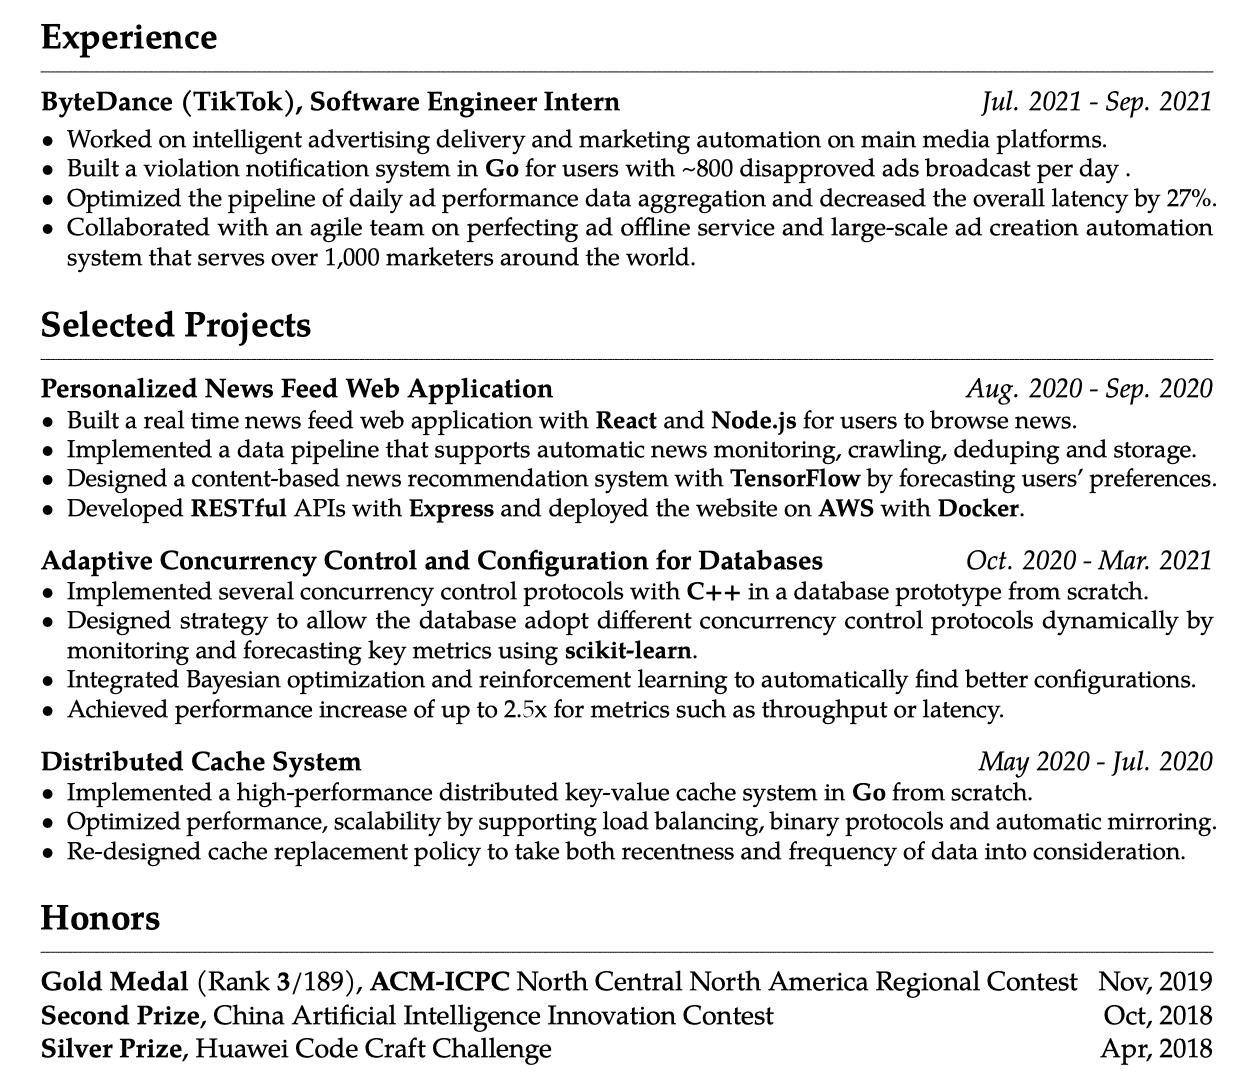 Experience
ByteDance (TikTok), Software Engineer Intern Jul. 2021 - Sep. 2021
• Worked on intelligent advertising delivery and marketing automation on main media platforms.
• Built a violation notification system in Go for users with ~800 disapproved ads broadcast per day .
• Optimized the pipeline of daily ad performance data aggregation and decreased the overall latency by 27%.
• Collaborated with an agile team on perfecting ad offline service and large-scale ad creation automation
system that serves over 1,000 marketers around the world.
Selected Projects
Personalized News Feed Web Application Aug. 2020 - Sep. 2020
• Built a real time news feed web application with React and Node.js for users to browse news.
• Implemented a data pipeline that supports automatic news monitoring, crawling, deduping and storage.
• Designed a content-based news recommendation system with TensorFlow by forecasting users’ preferences.
• Developed RESTful APIs with Express and deployed the website on AWS with Docker.
Adaptive Concurrency Control and Configuration for Databases Oct. 2020 - Mar. 2021
• Implemented several concurrency control protocols with C++ in a database prototype from scratch.
• Designed strategy to allow the database adopt different concurrency control protocols dynamically by
monitoring and forecasting key metrics using scikit-learn.
• Integrated Bayesian optimization and reinforcement learning to automatically find better configurations.
• Achieved performance increase of up to 2.5x for metrics such as throughput or latency.
Distributed Cache System May 2020 - Jul. 2020
• Implemented a high-performance distributed key-value cache system in Go from scratch.
• Optimized performance, scalability by supporting load balancing, binary protocols and automatic mirroring.
• Re-designed cache replacement policy to take both recentness and frequency of data into consideration.
Honors
Gold Medal (Rank 3/189), ACM-ICPC North Central North America Regional Contest Nov, 2019
Second Prize, China Artificial Intelligence Innovation Contest Oct, 2018
Silver Prize, Huawei Code Craft Challenge Apr, 2018